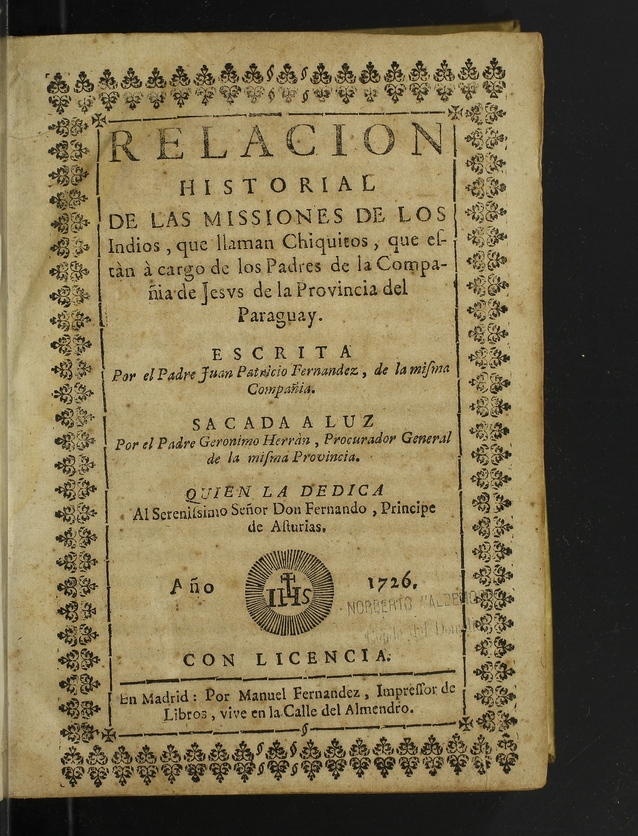 RELACION
HISTORIAL
DE LAS MISSIONES DE LOS
Indios, que llaman Chiquitos, que eſ-
tàn à cargo de los Padres de la Compa-
ñia de Jesvs de la Provincia del
Paraguay.
ESCRITA
Por el Padre Juan Patricio Fernandez, de la miſma
Compañia.
SACADA A LUZ
Por el Padre Geronimo Herràn, Procurador General
de la miſma Provincia.
QUIEN LA DEDICA
Al Sereniſsimo Señor Don Fernando, Principe
de Aſturias.
Año 1726.
IHS
NORBERTO
CON LICENCIA.
En Madrid: Por Manuel Fernandez, Impreſſor de
Libros, vive en la Calle del Almendro.